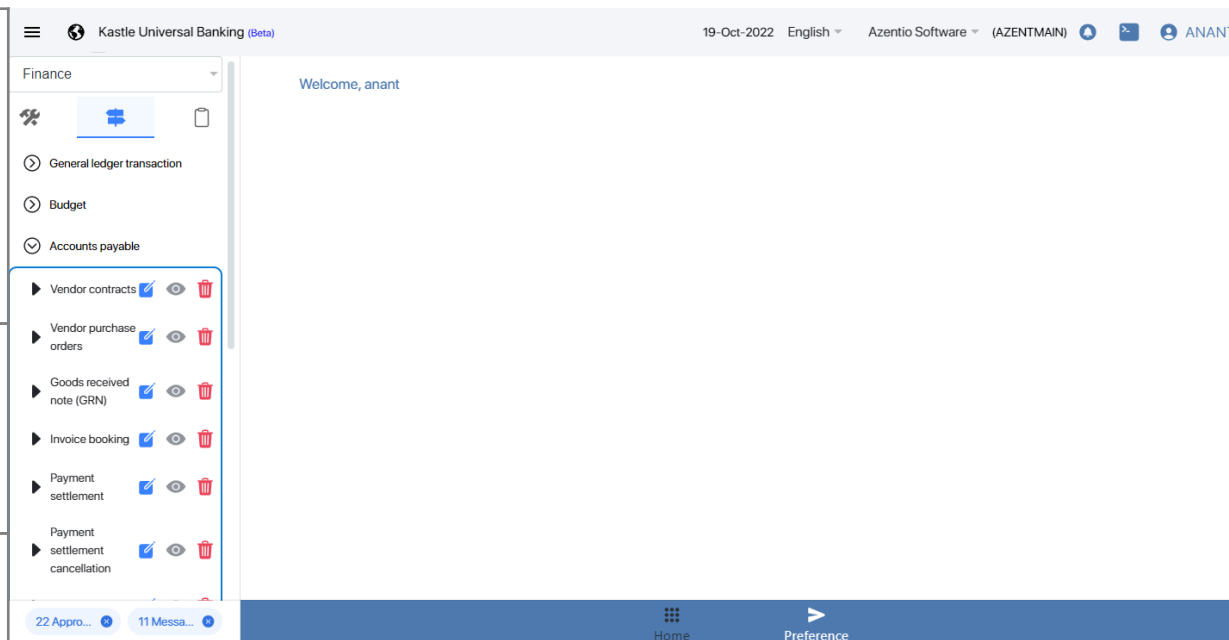 Kastle Universal Banking (Beta)
19-Oct-2022 English Azentio Software (AZENTMAIN) ANANT
Finance
Welcome, anant
General ledger transaction
Budget
Accounts payable
Vendor contracts
Vendor purchase
orders
Goods received
note (GRN)
Invoice booking
Payment
settlement
Payment
settlement
cancellation
22 Appro...
11 Messa...
Home
Preference